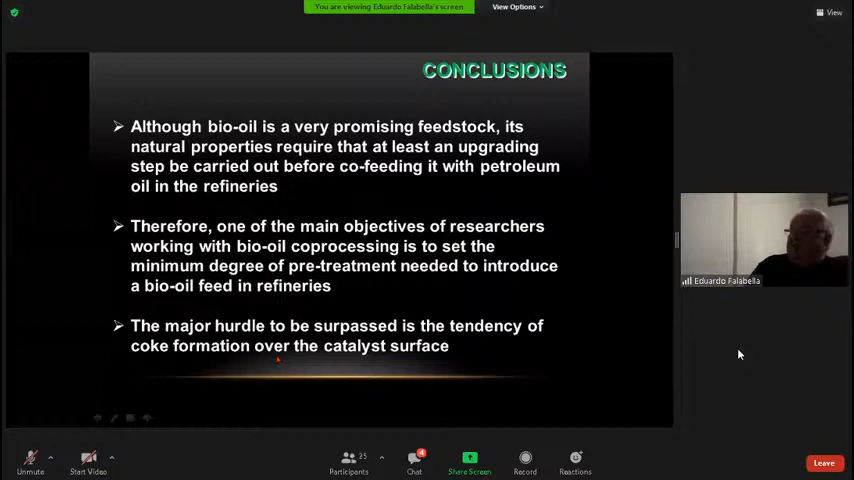 You are viewing Eduardo Falabella's screen
View Options
View
CONCLUSIONS
Although bio-oil is a very promising feedstock, its
natural properties require that at least an upgrading
step be carried out before co-feeding it with petroleum
oil in the refineries
Therefore, one of the main objectives of researchers
working with bio-oil coprocessing is to set the
minimum degree of pre-treatment needed to introduce
a bio-oil feed in refineries
The major hurdle to be surpassed is the tendency of
coke formation over the catalyst surface
Eduardo Falabella
Unmute
Start Video
Participants
25
Chat
4
Share Screen
Record
Reactions
Leave